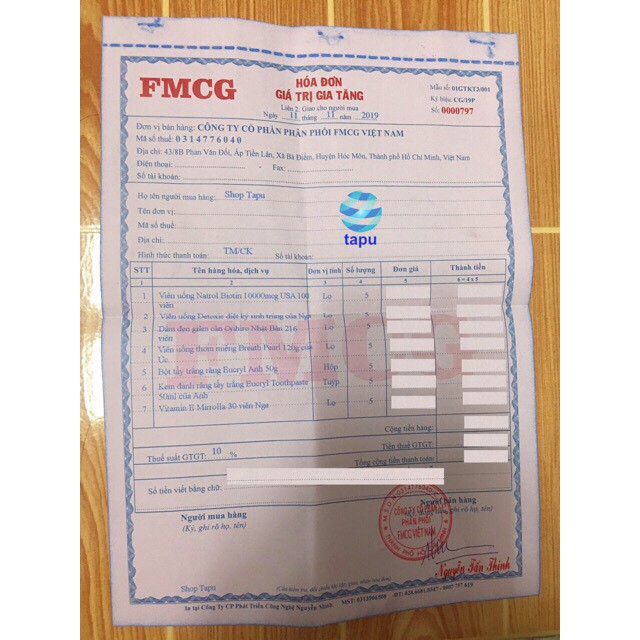 FMCG
HÓA ĐƠN
GIÁ TRỊ GIA TĂNG
Liên 2: Giao cho người mua
Ngày 11 tháng 11 năm 2019
Mẫu số: 01GTKT3/001
Ký hiệu: CG/19P
Số: 0000797
Đơn vị bán hàng: CÔNG TY CỔ PHẦN PHÂN PHỐI FMCG VIỆT NAM
Mã số thuế: 0314776040
Địa chỉ: 43/8B Phan Văn Đối, Ấp Tiền Lân, Xã Bà Điểm, Huyện Hóc Môn, Thành phố Hồ Chí Minh, Việt Nam
Điện thoại: - Fax:
Số tài khoản:
Họ tên người mua hàng: Shop Tapu
Tên đơn vị:
Mã số thuế:
tapu
Địa chỉ:
Hình thức thanh toán: TM/CK Số tài khoản:
STT Tên hàng hóa, dịch vụ Đơn vị tính Số lượng Đơn giá Thành tiền
1 2 3 4 5 6 = 4 x 5
1 Viên uống Natrol Biotin 10000mcg USA 100 viên Lọ 5
2 Viên uống Detoxic diệt ký sinh trùng của Nga Lọ 5
3 Dấm đen giảm cân Orihiro Nhật Bản 216 viên Lọ 5
4 Viên uống thơm miệng Breath Pearl 120g của Úc Lọ 5
5 Bột tẩy trắng răng Eucryl Anh 50g Hộp 5
6 Kem đánh răng tẩy trắng Eucryl Toothpaste 50ml của Anh Tuýp 5
7 Vitamin E Mirrolla 30 viên Nga Lọ 5
FMCG
Cộng tiền hàng:
Thuế suất GTGT: 10 % Tiền thuế GTGT:
Tổng cộng tiền thanh toán:
Số tiền viết bằng chữ:
Người mua hàng
(Ký, ghi rõ họ, tên)
Người bán hàng
CÔNG TY CỔ PHẦN
PHÂN PHỐI
FMCG VIỆT NAM
Shop Tapu
Nguyễn Tấn Thịnh
(Cần kiểm tra, đối chiếu khi lập, giao, nhận hóa đơn)
In tại Công Ty CP Phát Triển Công Nghệ Nguyễn Minh